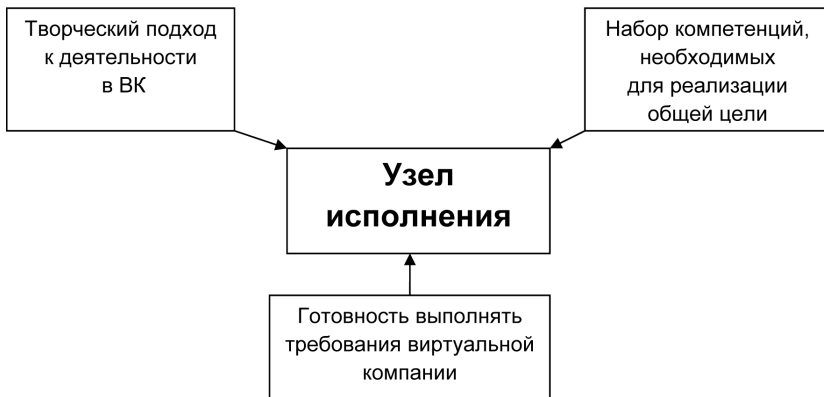 Творческий подход
к деятельности
в ВК
Набор компетенций,
необходимых
для реализации
общей цели
Узел
исполнения
Готовность выполнять
требования виртуальной
компании